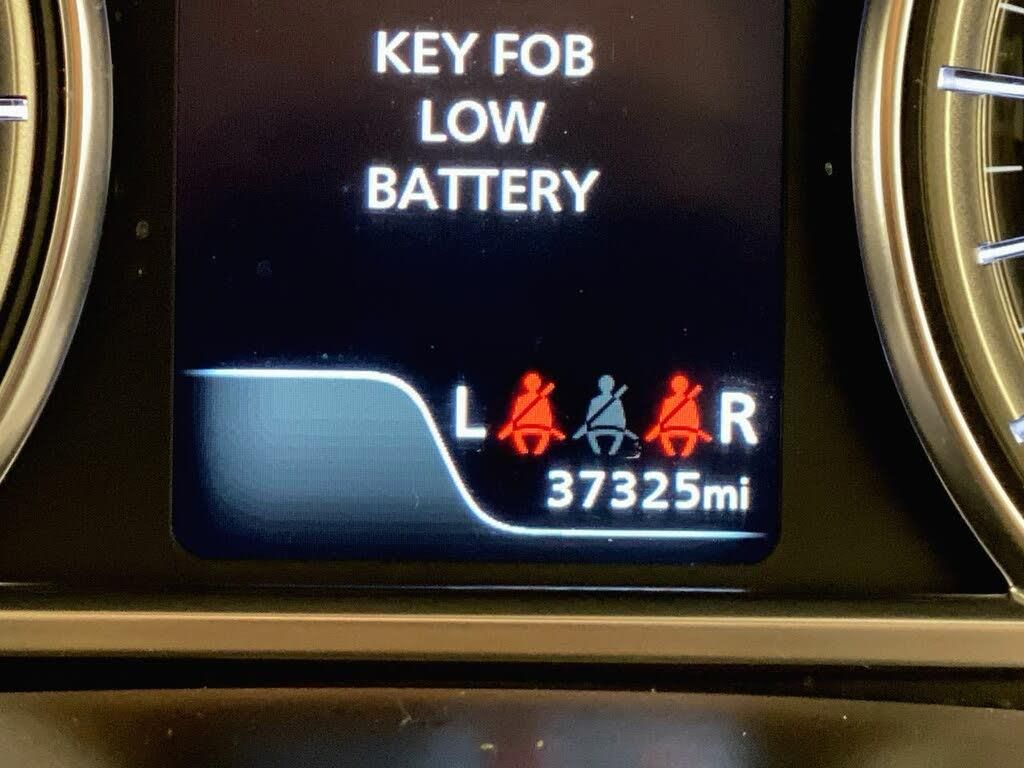 KEY FOB
LOW
BATTERY
L R
37325mi